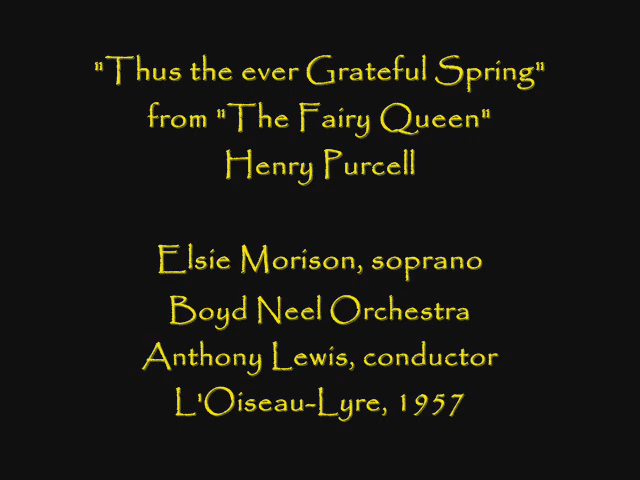 "Thus the ever Grateful Spring"
from "The Fairy Queen"
Henry Purcell
Elsie Morison, soprano
Boyd Neel Orchestra
Anthony Lewis, conductor
L'Oiseau-Lyre, 1957